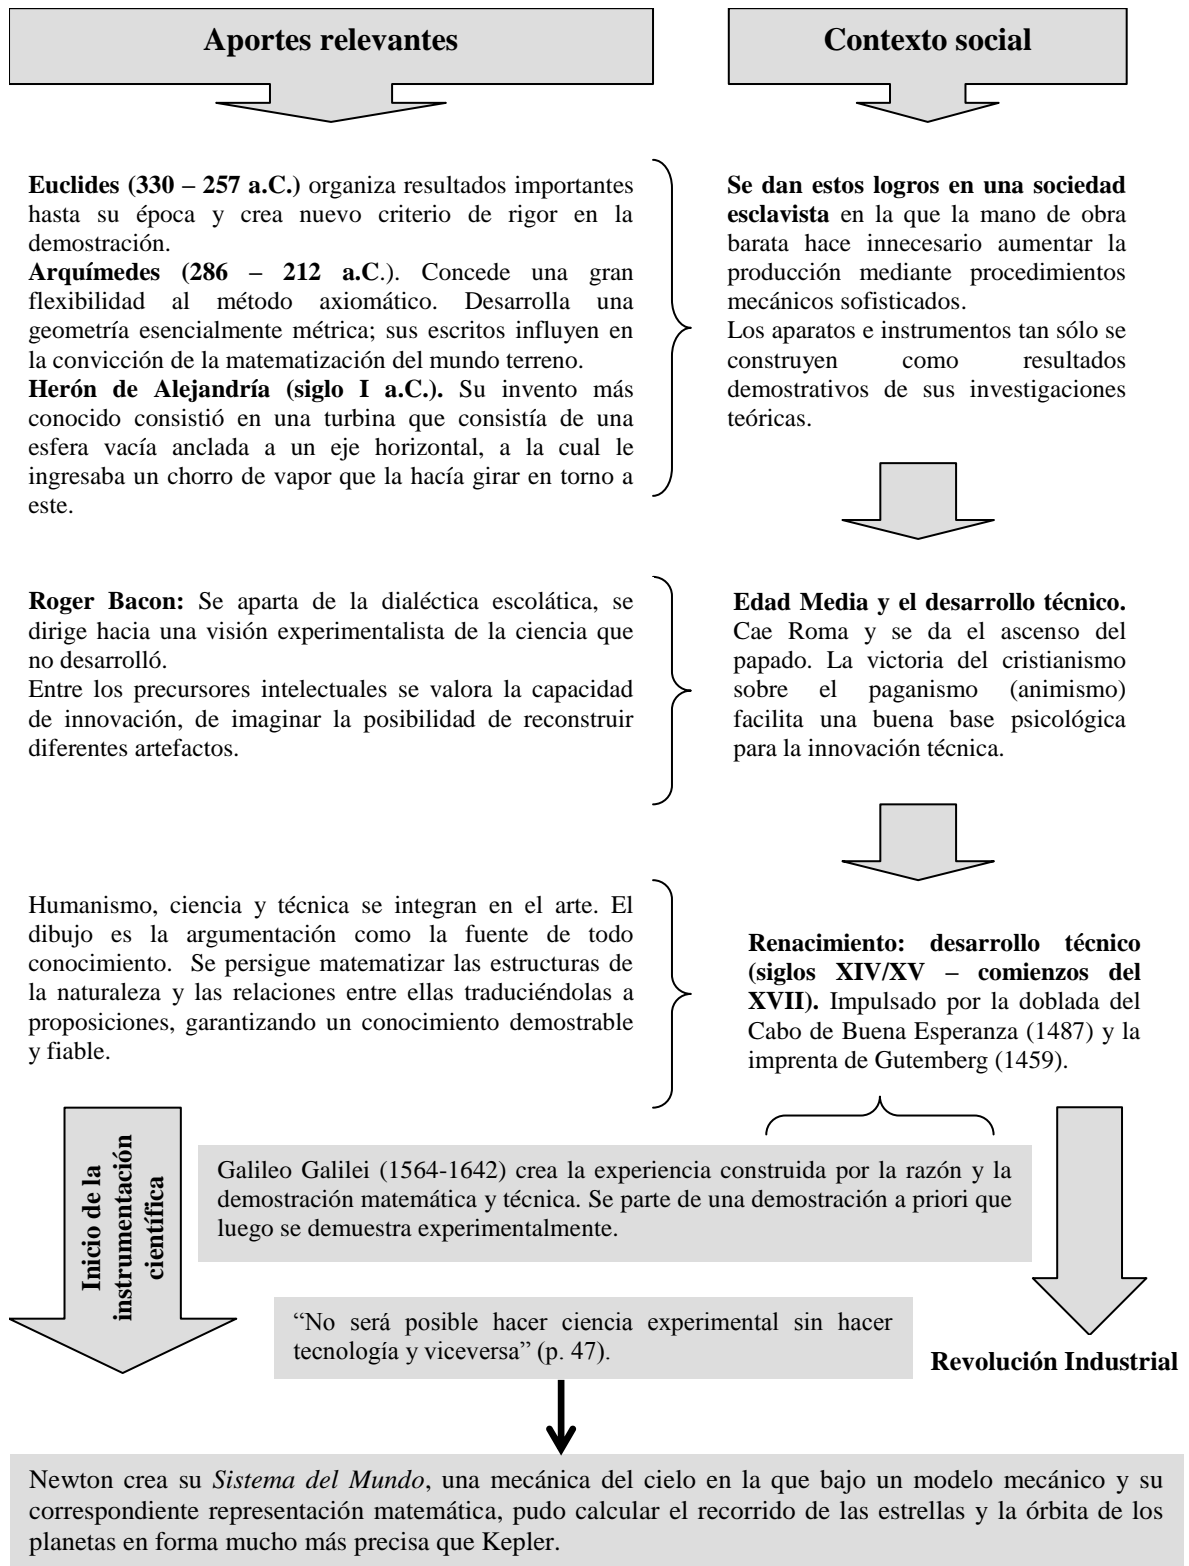 Aportes relevantes
Contexto social
Euclides (330 – 257 a.C.) organiza resultados importantes
hasta su época y crea nuevo criterio de rigor en la
demostración.
Arquímedes (286 – 212 a.C.). Concede una gran
flexibilidad al método axiomático. Desarrolla una
geometría esencialmente métrica; sus escritos influyen en
la convicción de la matematización del mundo terreno.
Herón de Alejandría (siglo I a.C.). Su invento más
conocido consistió en una turbina que consistía de una
esfera vacía anclada a un eje horizontal, a la cual le
ingresaba un chorro de vapor que la hacía girar en torno a
este.
Se dan estos logros en una sociedad
esclavista en la que la mano de obra
barata hace innecesario aumentar la
producción mediante procedimientos
mecánicos sofisticados.
Los aparatos e instrumentos tan sólo se
construyen como resultados
demostrativos de sus investigaciones
teóricas.
Roger Bacon: Se aparta de la dialéctica escolática, se
dirige hacia una visión experimentalista de la ciencia que
no desarrolló.
Entre los precursores intelectuales se valora la capacidad
de innovación, de imaginar la posibilidad de reconstruir
diferentes artefactos.
Edad Media y el desarrollo técnico.
Cae Roma y se da el ascenso del
papado. La victoria del cristianismo
sobre el paganismo (animismo)
facilita una buena base psicológica
para la innovación técnica.
Humanismo, ciencia y técnica se integran en el arte. El
dibujo es la argumentación como la fuente de todo
conocimiento. Se persigue matematizar las estructuras de
la naturaleza y las relaciones entre ellas traduciéndolas a
proposiciones, garantizando un conocimiento demostrable
y fiable.
Renacimiento: desarrollo técnico
(siglos XIV/XV – comienzos del
XVII). Impulsado por la doblada del
Cabo de Buena Esperanza (1487) y la
imprenta de Gutemberg (1459).
Inicio de la
instrumentación
científica
Galileo Galilei (1564-1642) crea la experiencia construida por la razón y la
demostración matemática y técnica. Se parte de una demostración a priori que
luego se demuestra experimentalmente.
“No será posible hacer ciencia experimental sin hacer
tecnología y viceversa” (p. 47).
Revolución Industrial
Newton crea su Sistema del Mundo, una mecánica del cielo en la que bajo un modelo mecánico y su
correspondiente representación matemática, pudo calcular el recorrido de las estrellas y la órbita de los
planetas en forma mucho más precisa que Kepler.